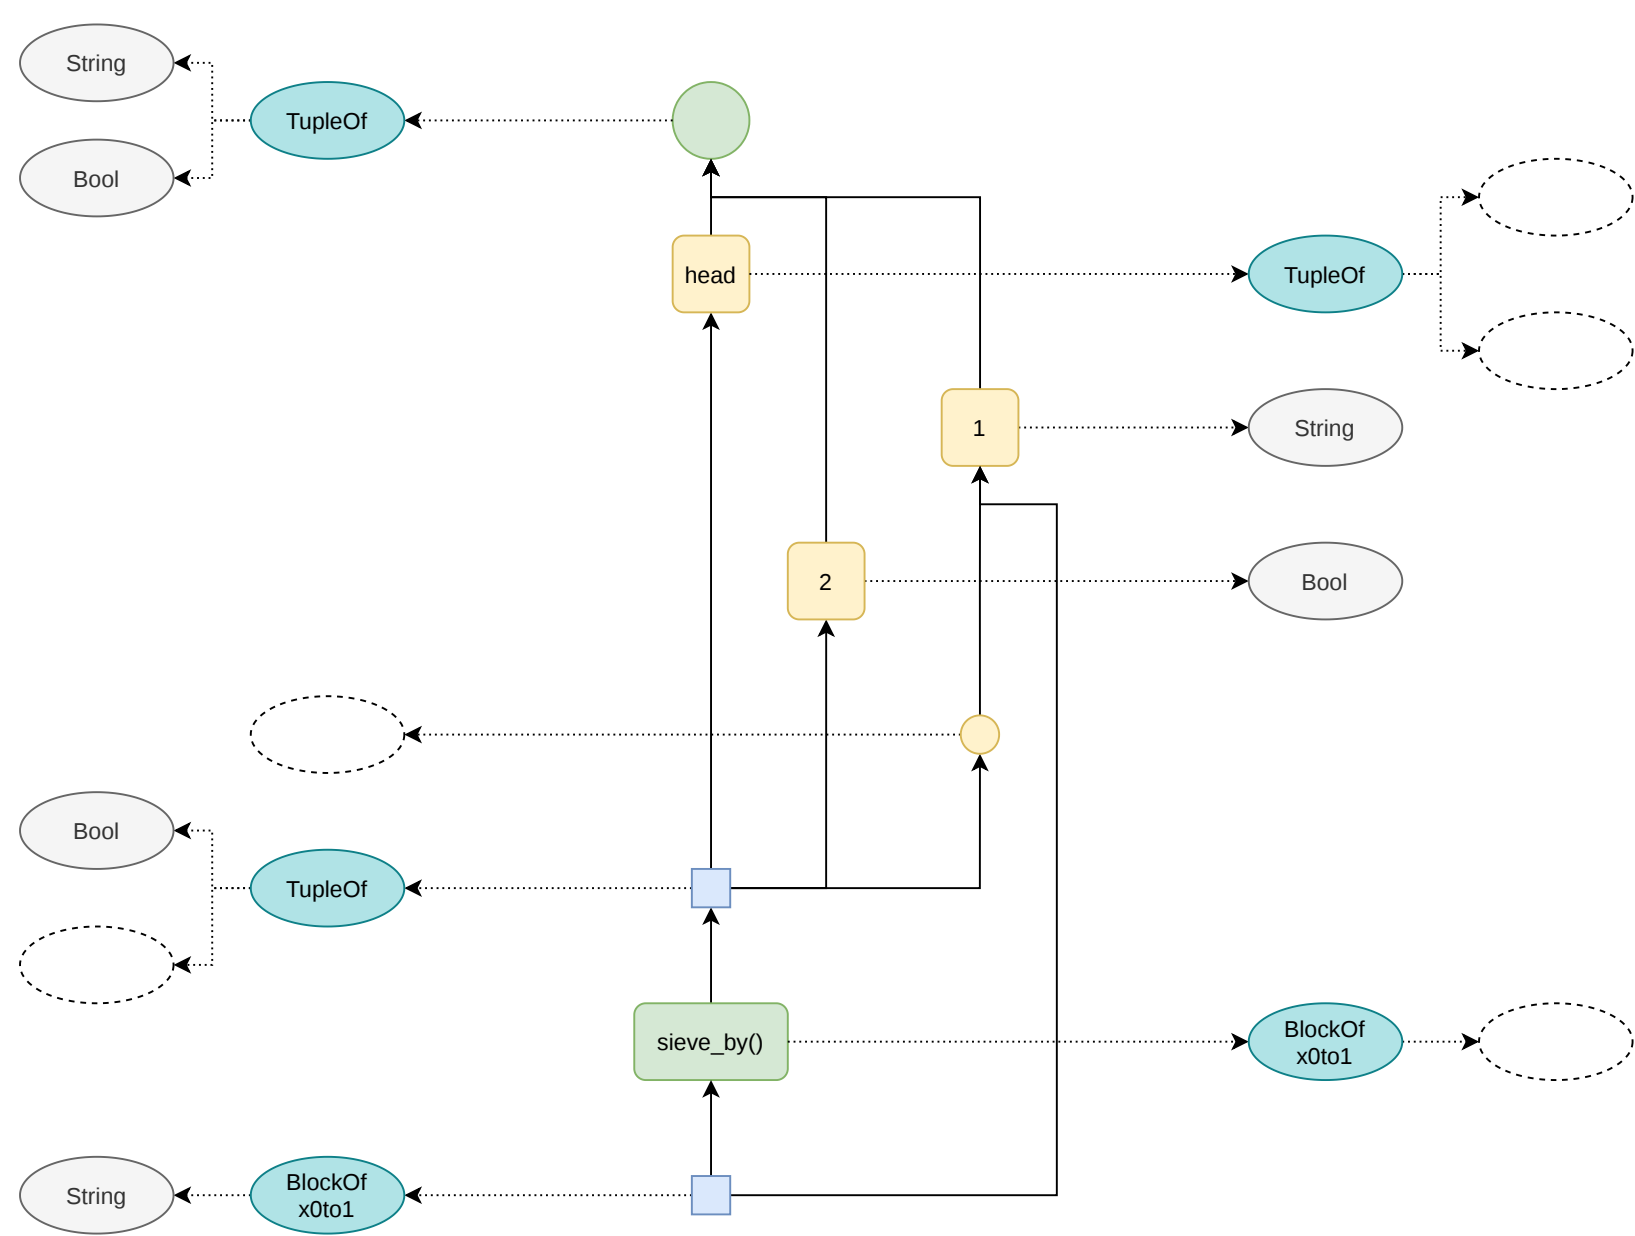 String
TupleOf
Bool
head
TupleOf
1
String
2
Bool
Bool
TupleOf
sieve_by()
BlockOf
x0to1
String
BlockOf
x0to1